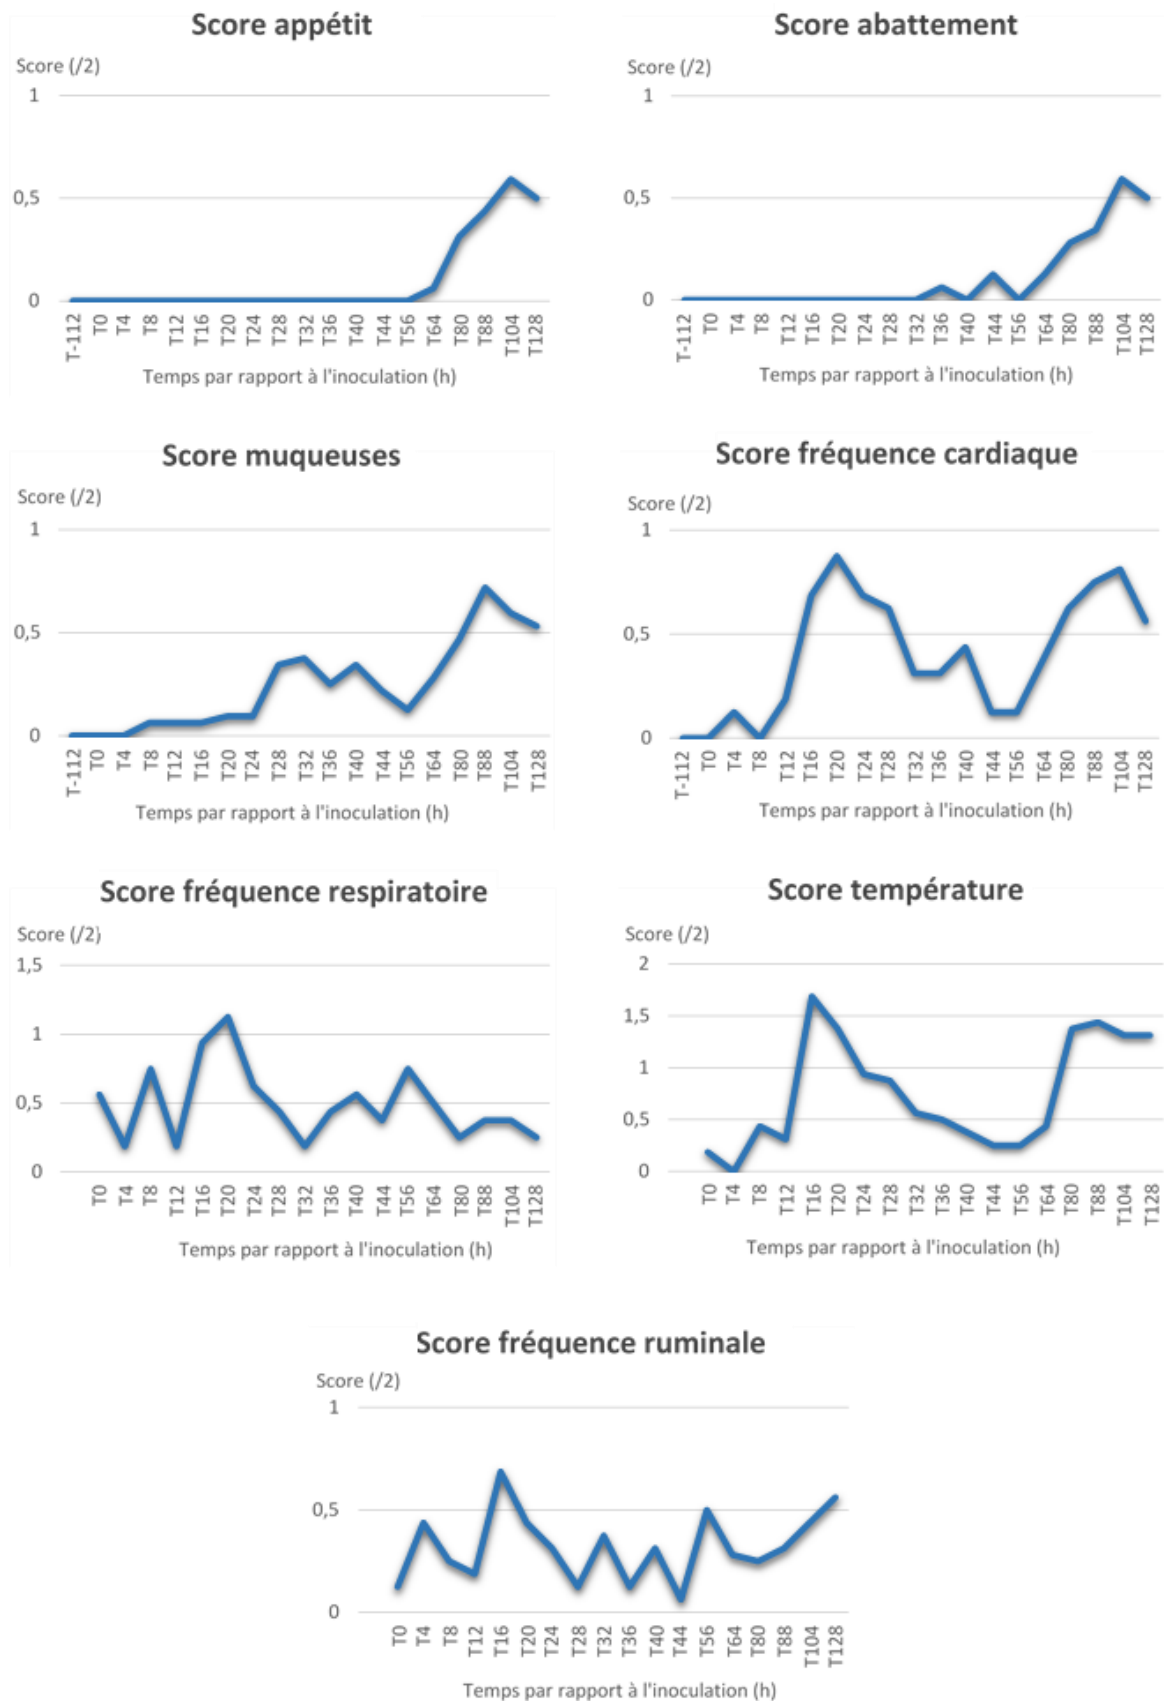 Score appétit
Score (/2)
1
0,5
0
T-112 T0 T4 T8 T12 T16 T20 T24 T28 T32 T36 T40 T44 T56 T64 T80 T88 T104 T128
Temps par rapport à l'inoculation (h)
Score abattement
Score (/2)
1
0,5
0
T-112 T0 T4 T8 T12 T16 T20 T24 T28 T32 T36 T40 T44 T56 T64 T80 T88 T104 T128
Temps par rapport à l'inoculation (h)
Score muqueuses
Score (/2)
1
0,5
0
T-112 T0 T4 T8 T12 T16 T20 T24 T28 T32 T36 T40 T44 T56 T64 T80 T88 T104 T128
Temps par rapport à l'inoculation (h)
Score fréquence cardiaque
Score (/2)
1
0,5
0
T-112 T0 T4 T8 T12 T16 T20 T24 T28 T32 T36 T40 T44 T56 T64 T80 T88 T104 T128
Temps par rapport à l'inoculation (h)
Score fréquence respiratoire
Score (/2)
1,5
1
0,5
0
T0 T4 T8 T12 T16 T20 T24 T28 T32 T36 T40 T44 T56 T64 T80 T88 T104 T128
Temps par rapport à l'inoculation (h)
Score température
Score (/2)
2
1,5
1
0,5
0
T0 T4 T8 T12 T16 T20 T24 T28 T32 T36 T40 T44 T56 T64 T80 T88 T104 T128
Temps par rapport à l'inoculation (h)
Score fréquence ruminale
Score (/2)
1
0,5
0
T0 T4 T8 T12 T16 T20 T24 T28 T32 T36 T40 T44 T56 T64 T80 T88 T104 T128
Temps par rapport à l'inoculation (h)